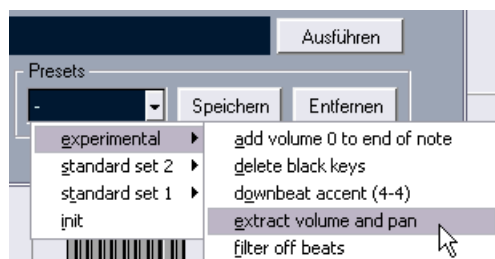 Ausführen
Presets
-
Speichern
Entfernen
experimental
standard set 2
standard set 1
init
add volume 0 to end of note
delete black keys
downbeat accent (4-4)
extract volume and pan
filter off beats